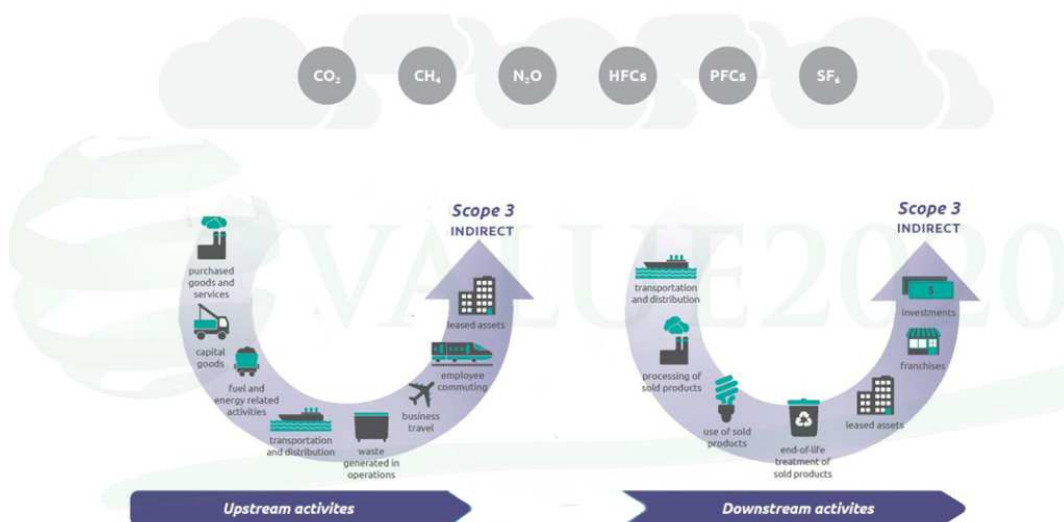 CO₂
CH₄
N₂O
HFCs
PFCs
SF₆
VALUE2020
Scope 3
INDIRECT
purchased
goods and
services
capital
goods
fuel and
energy related
activities
transportation
and distribution
waste
generated in
operations
business
travel
employee
commuting
leased assets
Upstream activites
Scope 3
INDIRECT
transportation
and distribution
processing of
sold products
use of sold
products
end-of-life
treatment of
sold products
leased assets
franchises
$
investments
Downstream activites